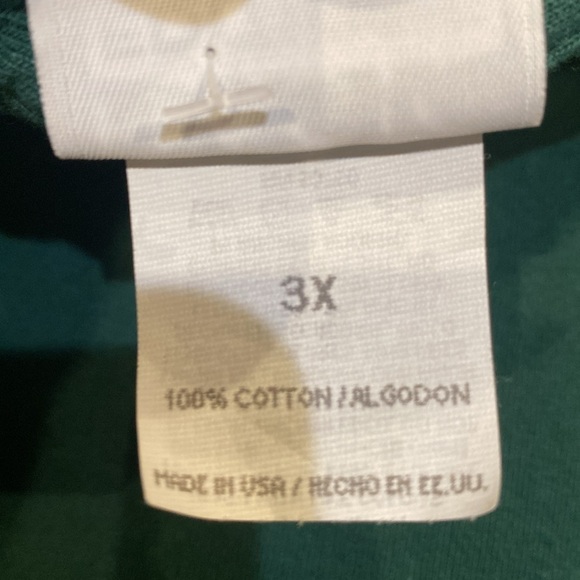 3X
100% COTTON / ALGODON
MADE IN USA / HECHO EN EE.UU.